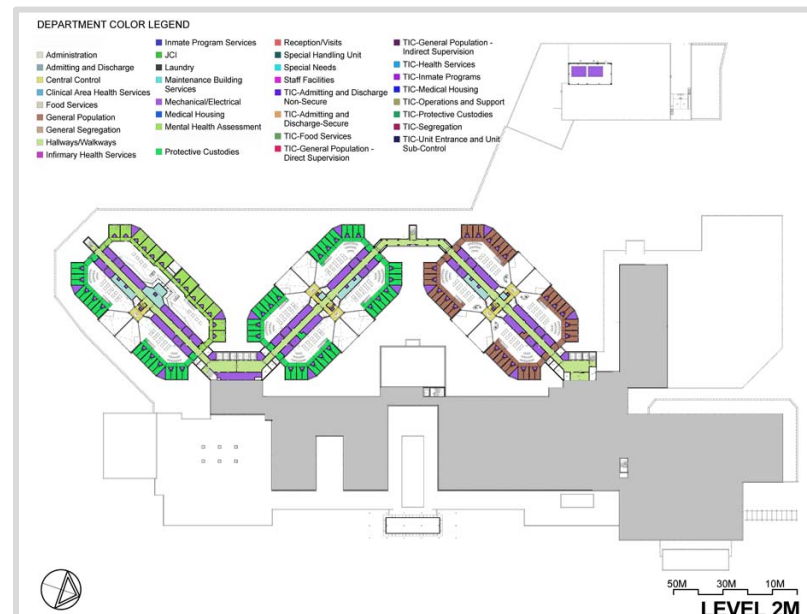 DEPARTMENT COLOR LEGEND
Administration
Admitting and Discharge
Central Control
Clinical Area Health Services
Food Services
General Population
General Segregation
Hallways/Walkways
Infirmary Health Services
Inmate Program Services
JCI
Laundry
Maintenance Building
Services
Mechanical/Electrical
Medical Housing
Mental Health Assessment
Protective Custodies
Reception/Visits
Special Handling Unit
Special Needs
Staff Facilities
TIC-Admitting and Discharge
Non-Secure
TIC-Admitting and
Discharge-Secure
TIC-Food Services
TIC-General Population -
Direct Supervision
TIC-General Population -
Indirect Supervision
TIC-Health Services
TIC-Inmate Programs
TIC-Medical Housing
TIC-Operations and Support
TIC-Protective Custodies
TIC-Segregation
TIC-Unit Entrance and Unit
Sub-Control
50M 30M 10M
LEVEL 2M